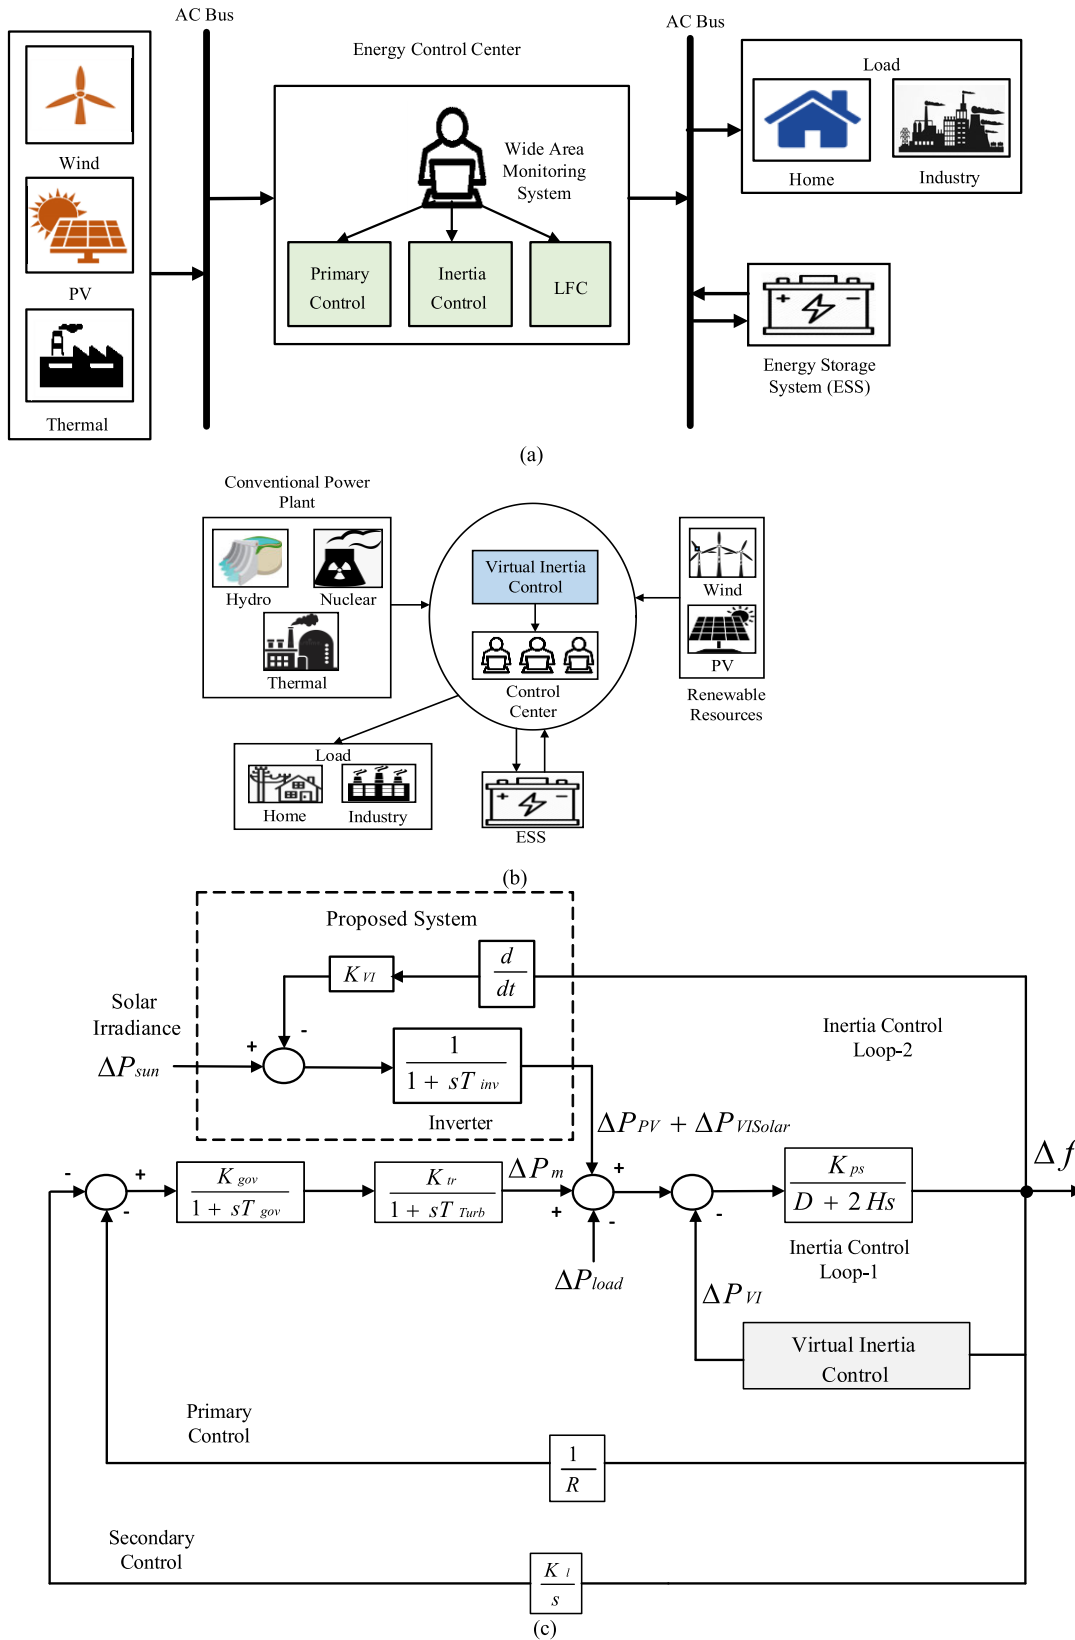 AC Bus
AC Bus
Energy Control Center
Load
Wind
Wide Area
Monitoring
System
Home
Industry
PV
Primary
Control
Inertia
Control
LFC
+ -
Thermal
Energy Storage
System (ESS)
(a)
Conventional Power
Plant
Hydro
Nuclear
Thermal
Virtual Inertia
Control
Control
Center
Wind
PV
Renewable
Resources
Load
Home
Industry
+ -
ESS
(b)
Proposed System
K VI
d
dt
-
Solar
Irradiance
ΔP sun
+
1
1 + sT inv
Inverter
Inertia Control
Loop-2
ΔP PV + ΔP VISolar
- +
-
K gov
1 + sT gov
K tr
1 + sT Turb
ΔP m
+
+
-
-
K ps
D + 2 Hs
Δf
ΔP load
Inertia Control
Loop-1
ΔP VI
Virtual Inertia
Control
Primary
Control
1
R
Secondary
Control
K I
s
(c)